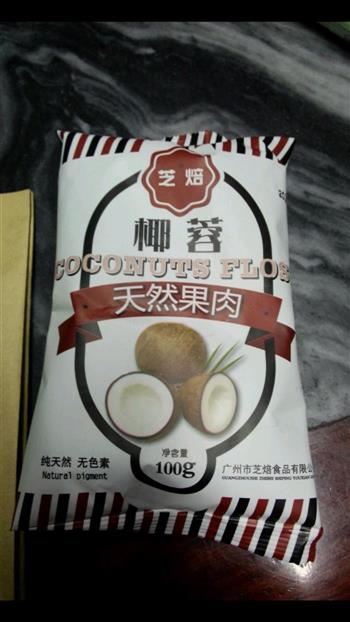 芝焙
椰蓉
COCONUTS FLOS
天然果肉
净含量
100g
纯天然 无色素
Natural pigment
广州市芝焙食品有限公